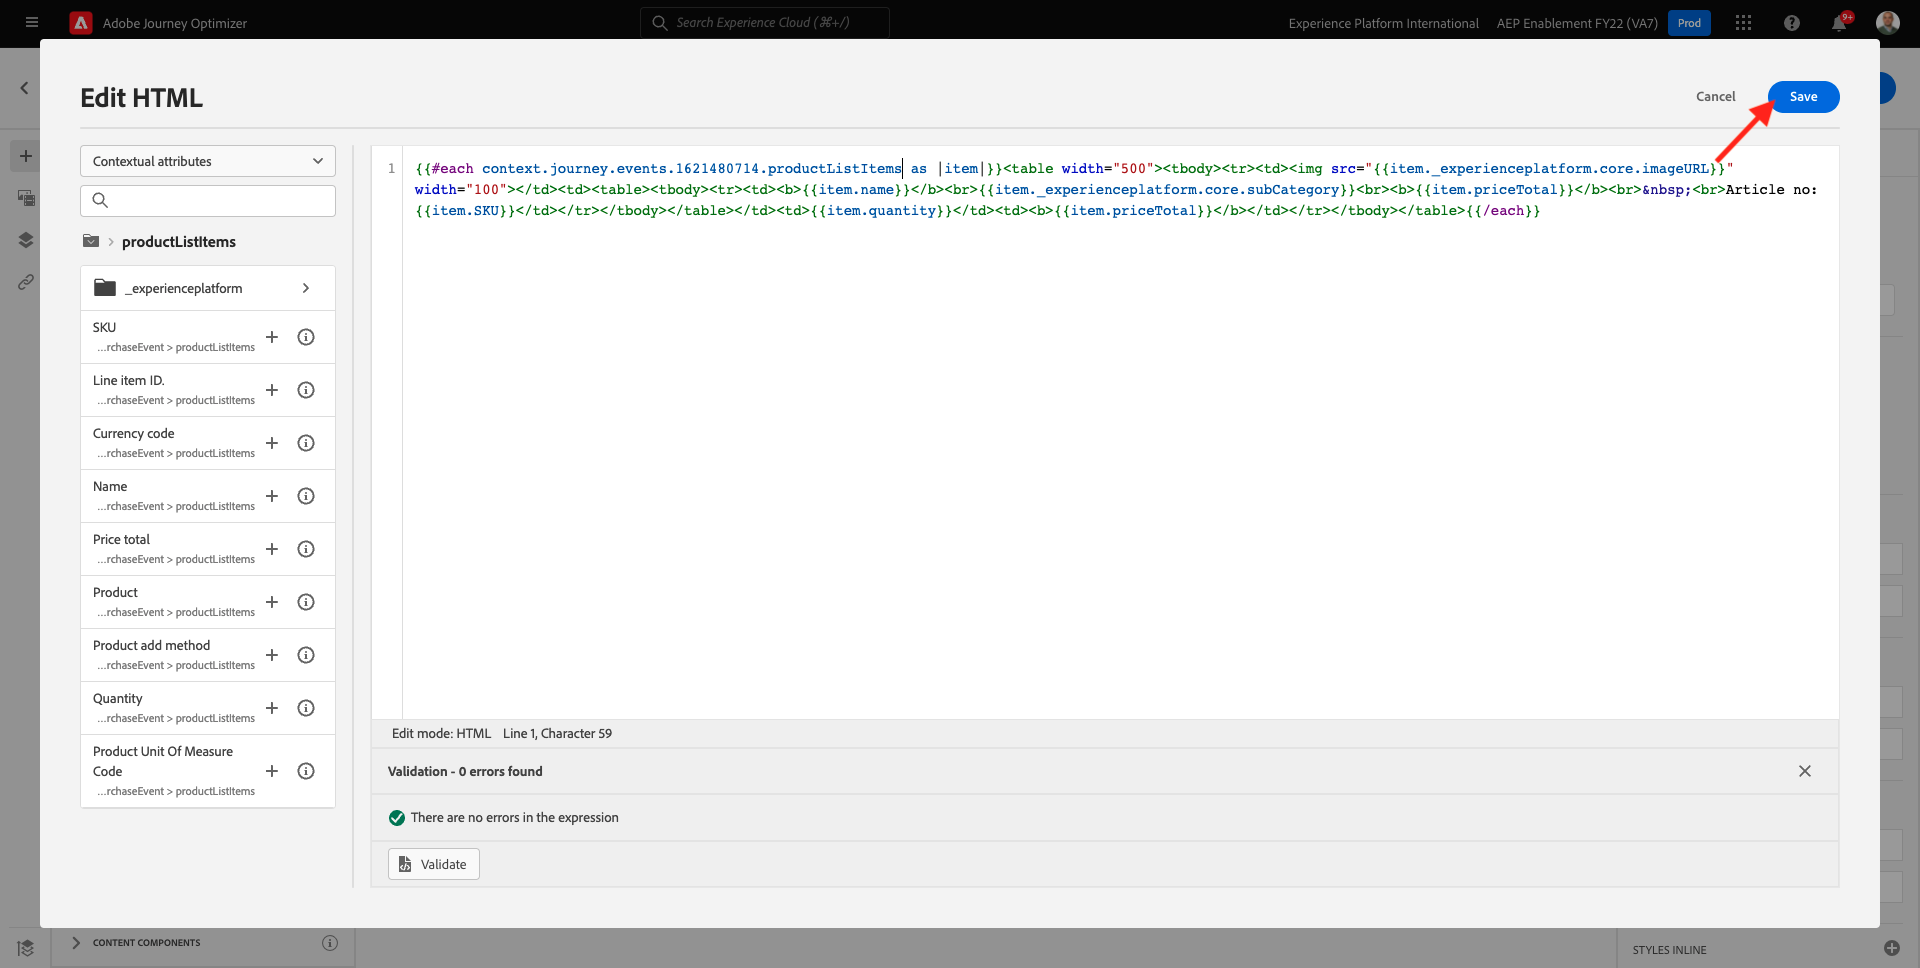 Adobe Journey Optimizer
Search Experience Cloud (⌘+/)
Experience Platform International
AEP Enablement FY22 (VA7)
Prod
9+
Edit HTML
Cancel
Save
Contextual attributes
productListItems
_experienceplatform
SKU
...rchaseEvent > productListItems
Line item ID.
...rchaseEvent > productListItems
Currency code
...rchaseEvent > productListItems
Name
...rchaseEvent > productListItems
Price total
...rchaseEvent > productListItems
Product
...rchaseEvent > productListItems
Product add method
...rchaseEvent > productListItems
Quantity
...rchaseEvent > productListItems
Product Unit Of Measure
Code
...rchaseEvent > productListItems
1
{{#each context.journey.events.1621480714.productListItems as |item|}}<table width="500"><tbody><tr><td><img src="{{item._experienceplatform.core.imageURL}}"
width="100"></td><td><table><tbody><tr><td><b>{{item.name}}</b><br>{{item._experienceplatform.core.subCategory}}<br><b>{{item.priceTotal}}</b><br>&nbsp;<br>Article no:
{{item.SKU}}</td></tr></tbody></table></td><td>{{item.quantity}}</td><td><b>{{item.priceTotal}}</b></td></tr></tbody></table>{{/each}}
Edit mode: HTML Line 1, Character 59
Validation - 0 errors found
There are no errors in the expression
Validate
CONTENT COMPONENTS
STYLES INLINE